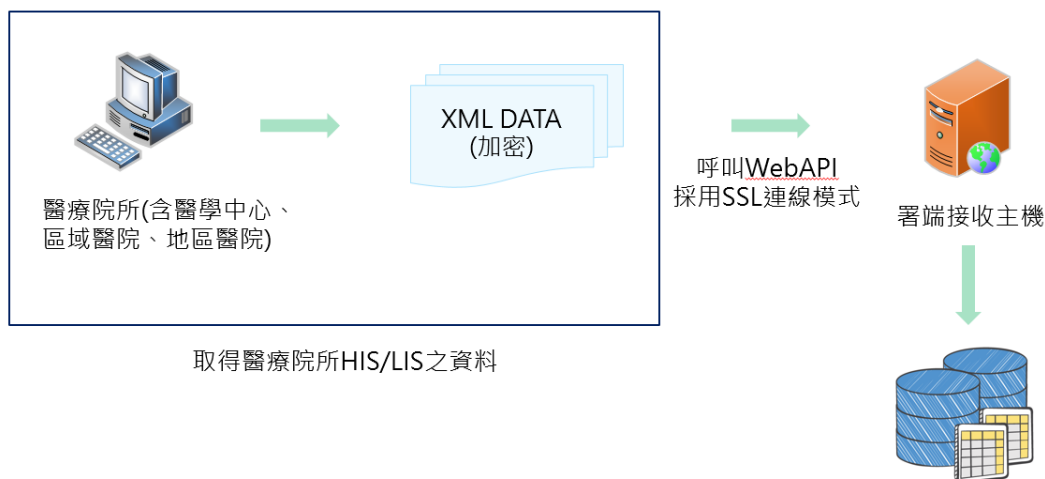 XML DATA
(加密)
醫療院所(含醫學中心、
區域醫院、地區醫院)
呼叫WebAPI
採用SSL連線模式
署端接收主機
取得醫療院所HIS/LIS之資料